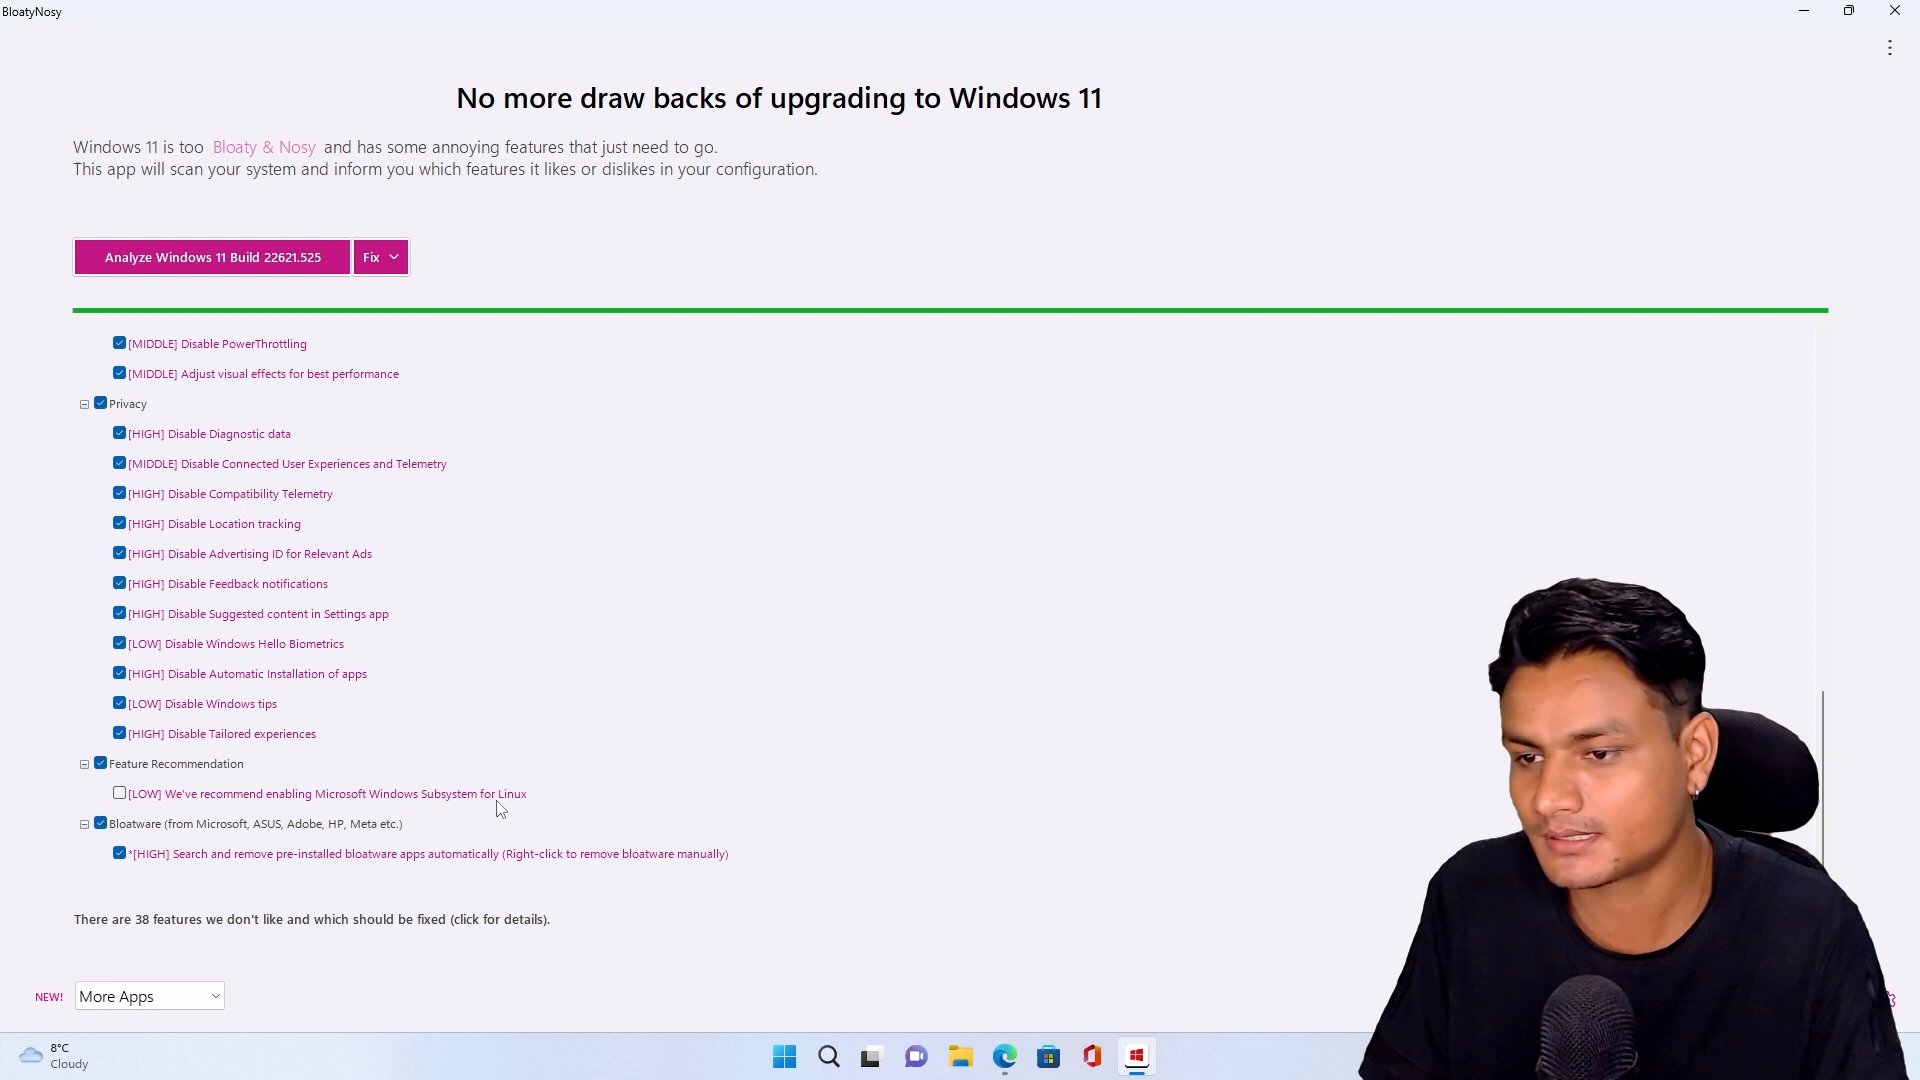 BloatyNosy
No more draw backs of upgrading to Windows 11
Windows 11 is too Bloaty & Nosy and has some annoying features that just need to go.
This app will scan your system and inform you which features it likes or dislikes in your configuration.
Analyze Windows 11 Build 22621.525 Fix
[MIDDLE] Disable PowerThrottling
[MIDDLE] Adjust visual effects for best performance
Privacy
[HIGH] Disable Diagnostic data
[MIDDLE] Disable Connected User Experiences and Telemetry
[HIGH] Disable Compatibility Telemetry
[HIGH] Disable Location tracking
[HIGH] Disable Advertising ID for Relevant Ads
[HIGH] Disable Feedback notifications
[HIGH] Disable Suggested content in Settings app
[LOW] Disable Windows Hello Biometrics
[HIGH] Disable Automatic Installation of apps
[LOW] Disable Windows tips
[HIGH] Disable Tailored experiences
Feature Recommendation
[LOW] We've recommend enabling Microsoft Windows Subsystem for Linux
Bloatware (from Microsoft, ASUS, Adobe, HP, Meta etc.)
*[HIGH] Search and remove pre-installed bloatware apps automatically (Right-click to remove bloatware manually)
There are 38 features we don't like and which should be fixed (click for details).
NEW! More Apps
8°C
Cloudy